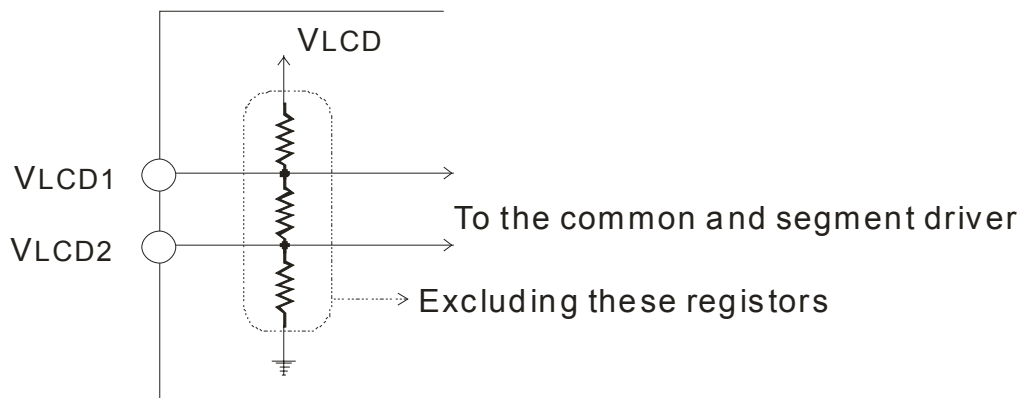 VLCD
VLCD1
To the common and segment driver
VLCD2
Excluding these registors